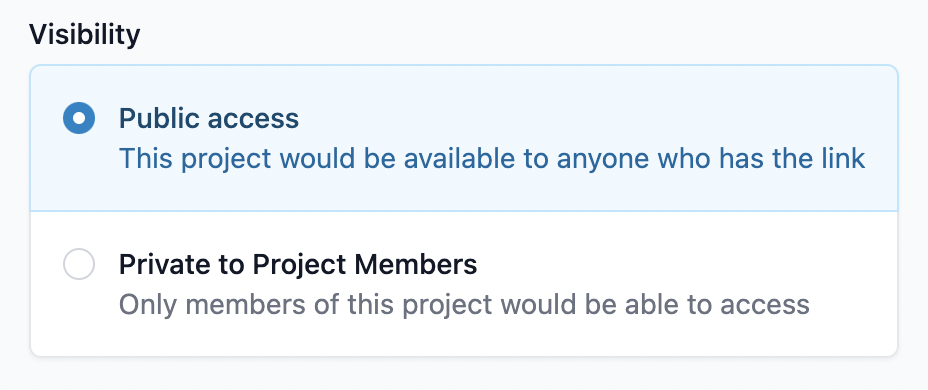 Visibility
Public access
This project would be available to anyone who has the link
Private to Project Members
Only members of this project would be able to access